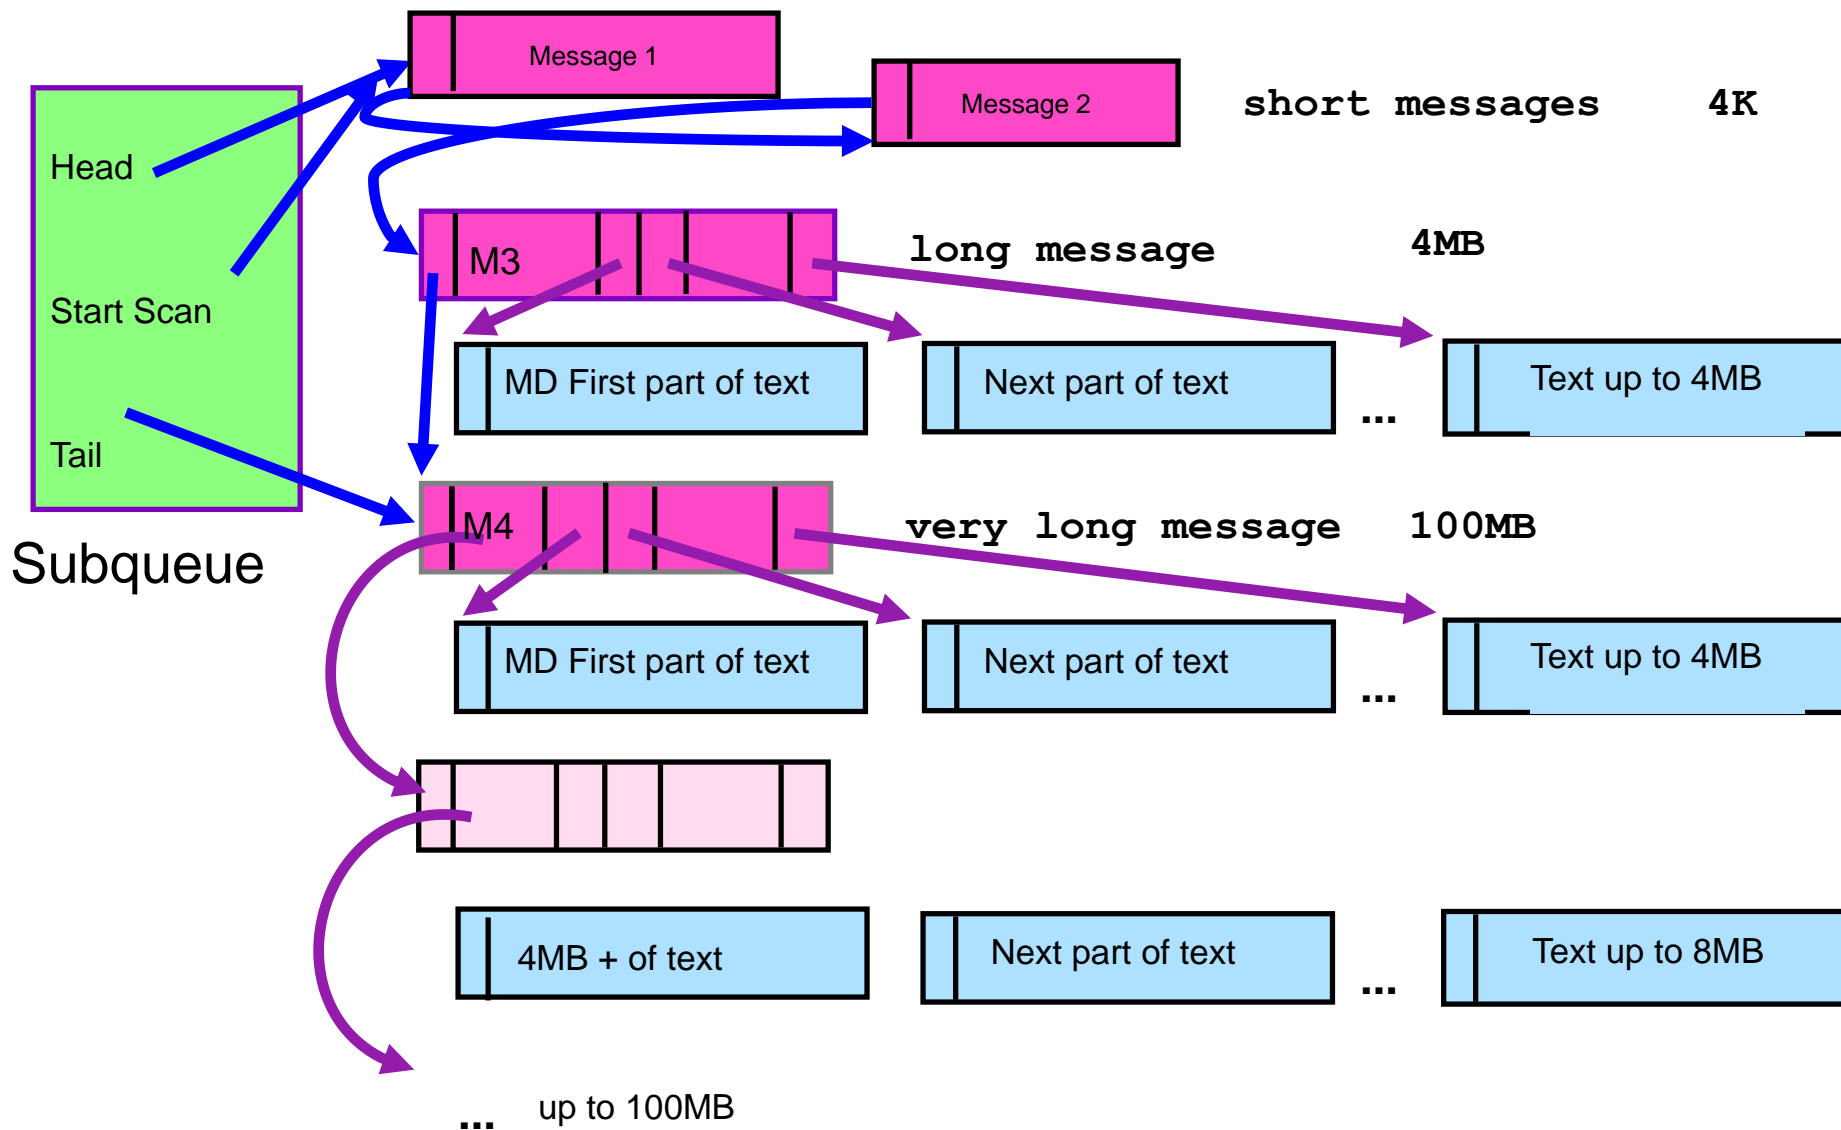 Message 1
Message 2
short messages 4K
Head
Start Scan
Tail
Subqueue
M3
long message 4MB
MD First part of text
Next part of text
...
Text up to 4MB
M4
very long message 100MB
MD First part of text
Next part of text
...
Text up to 4MB
4MB + of text
Next part of text
...
Text up to 8MB
... up to 100MB